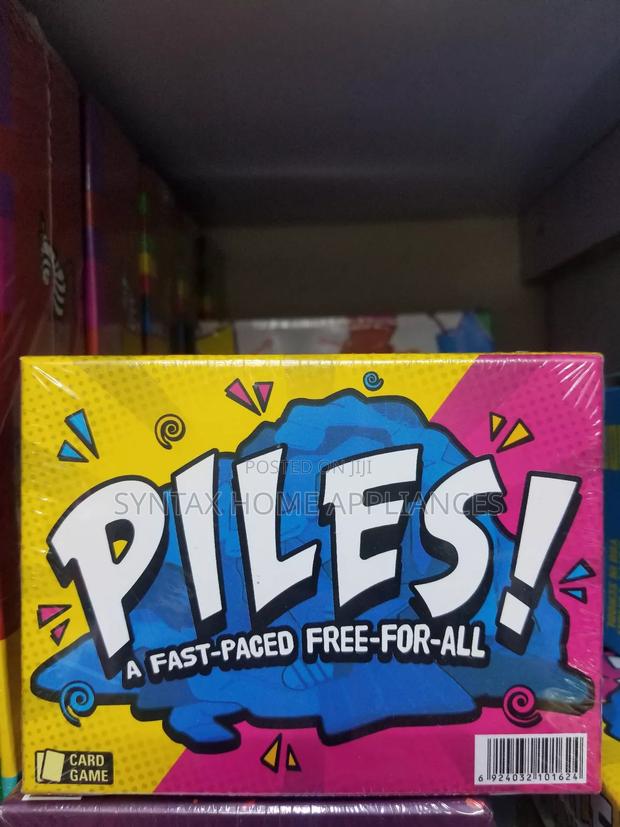 POSTED ON JIJI
SYNTAX HOME APPLIANCES
PILES!
A FAST-PACED FREE-FOR-ALL
CARD
GAME
6 924032 101624